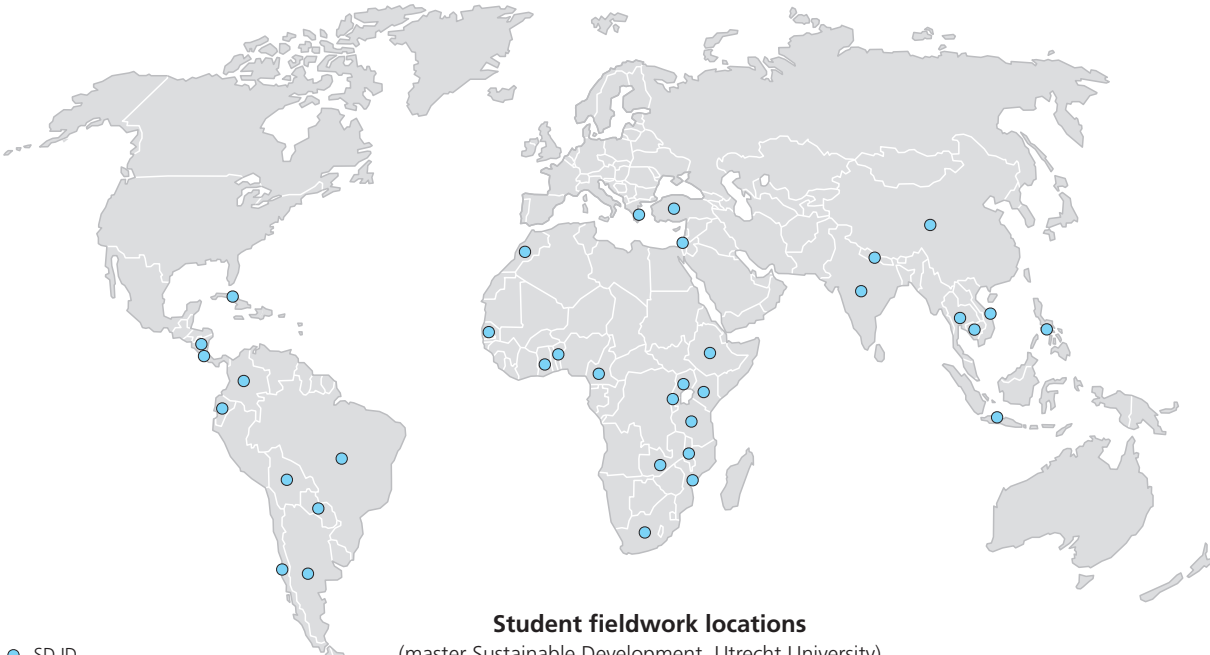 Student fieldwork locations
(master Sustainable Development, Utrecht University)
SD ID